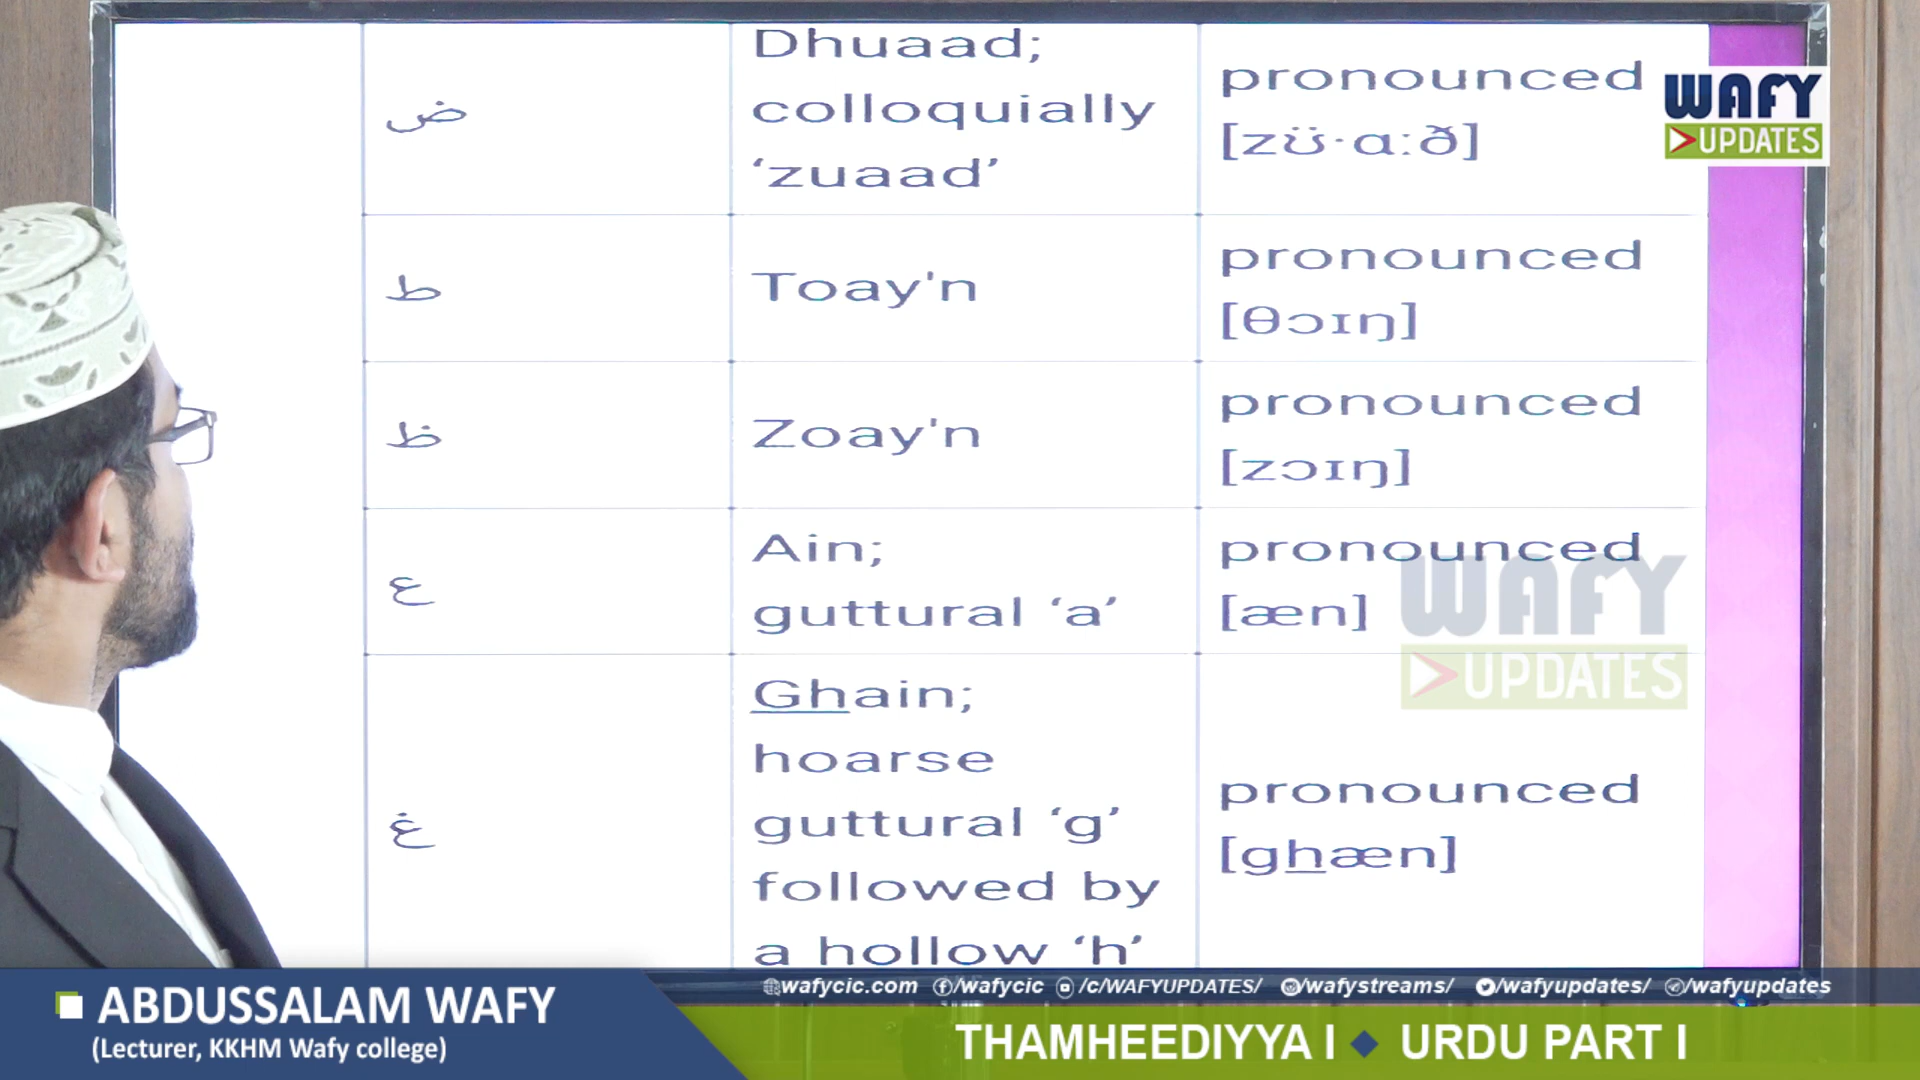 ض
Dhuaad;
colloquially
‘zuaad’
pronounced
[zʊ̈·ɑːð]
ط
Toay'n
pronounced
[θɔɪŋ]
ظ
Zoay'n
pronounced
[zɔɪŋ]
ع
Ain;
guttural ‘a’
pronounced
[æn]
غ
Ghain;
hoarse
guttural ‘g’
followed by
a hollow ‘h’
pronounced
[ghæn]
WAFY
UPDATES
WAFY
UPDATES
ABDUSSALAM WAFY
(Lecturer, KKHM Wafy college)
wafycic.com /wafycic /c/WAFYUPDATES/ /wafystreams/ /wafyupdates/ /wafyupdates
THAMHEEDIYYA I ◆ URDU PART I